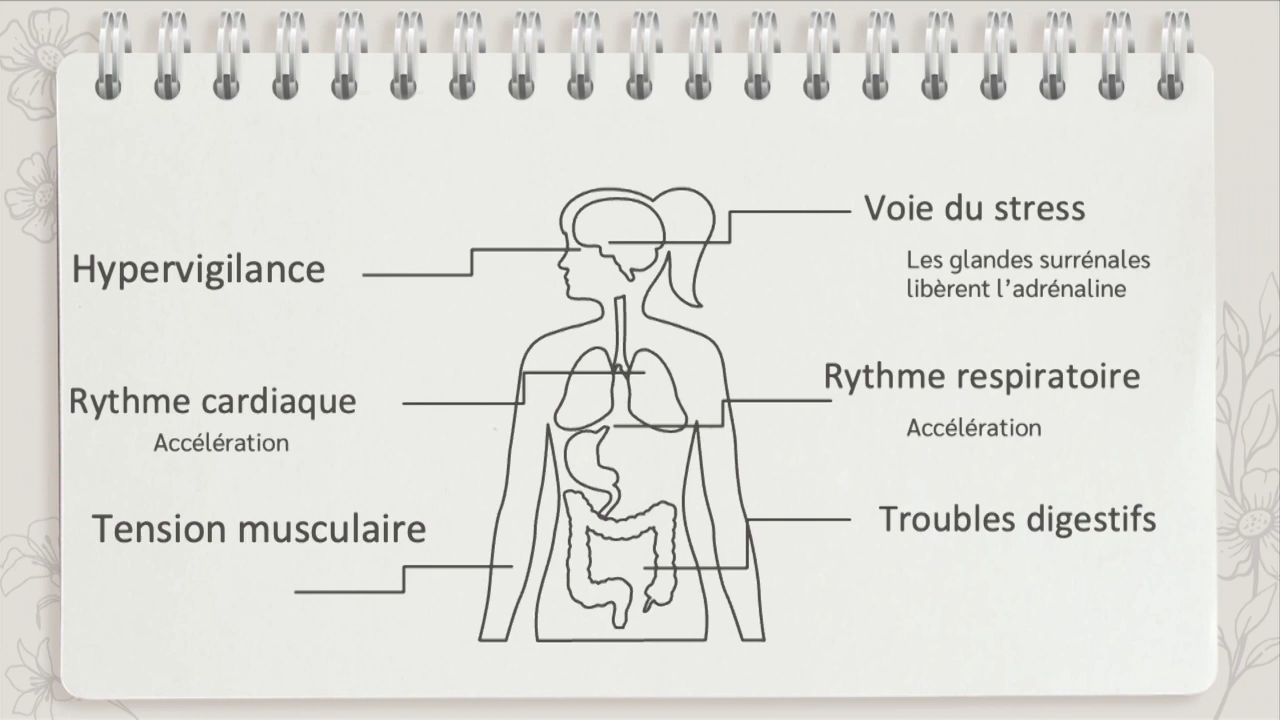 Voie du stress
Les glandes surrénales
libèrent l’adrénaline
Hypervigilance
Rythme respiratoire
Accélération
Rythme cardiaque
Accélération
Tension musculaire
Troubles digestifs